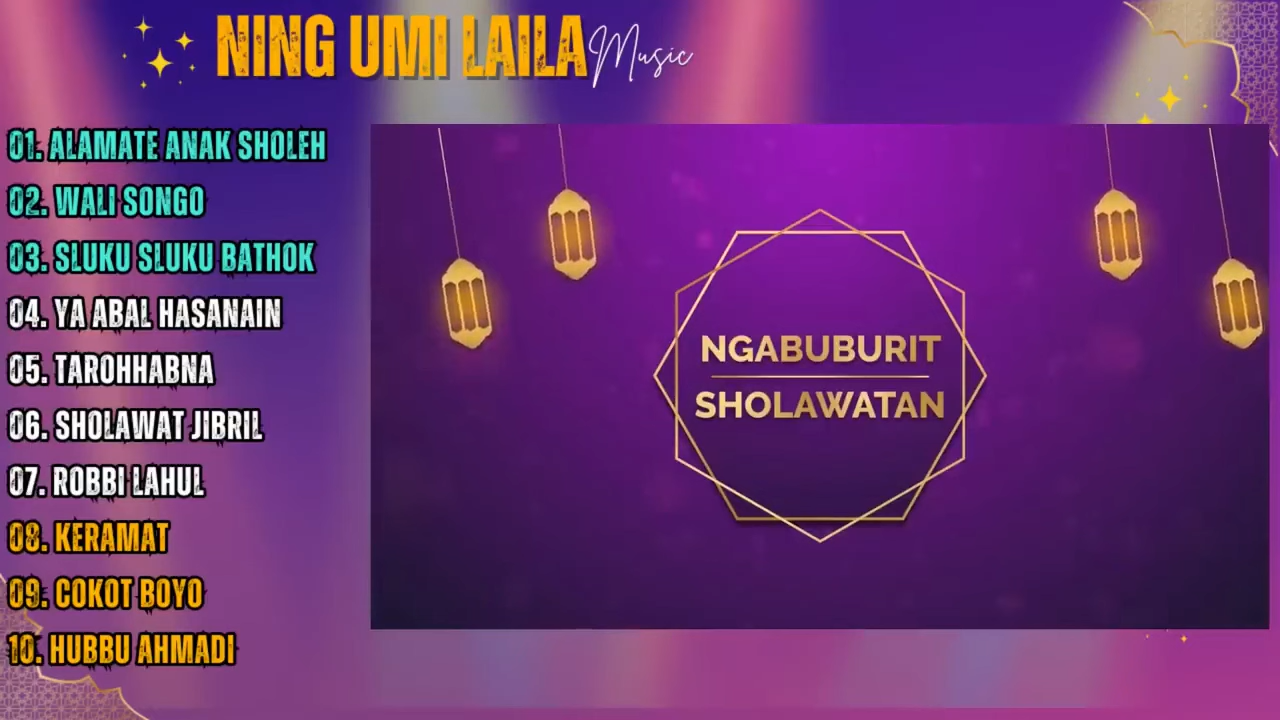 NING UMI LAILA Music
01. ALAMATE ANAK SHOLEH
02. WALI SONGO
03. SLUKU SLUKU BATHOK
04. YA ABAL HASANAIN
05. TAROHHABNA
06. SHOLAWAT JIBRIL
07. ROBBI LAHUL
08. KERAMAT
09. COKOT BOYO
10. HUBBU AHMADI
NGABUBURIT
SHOLAWATAN